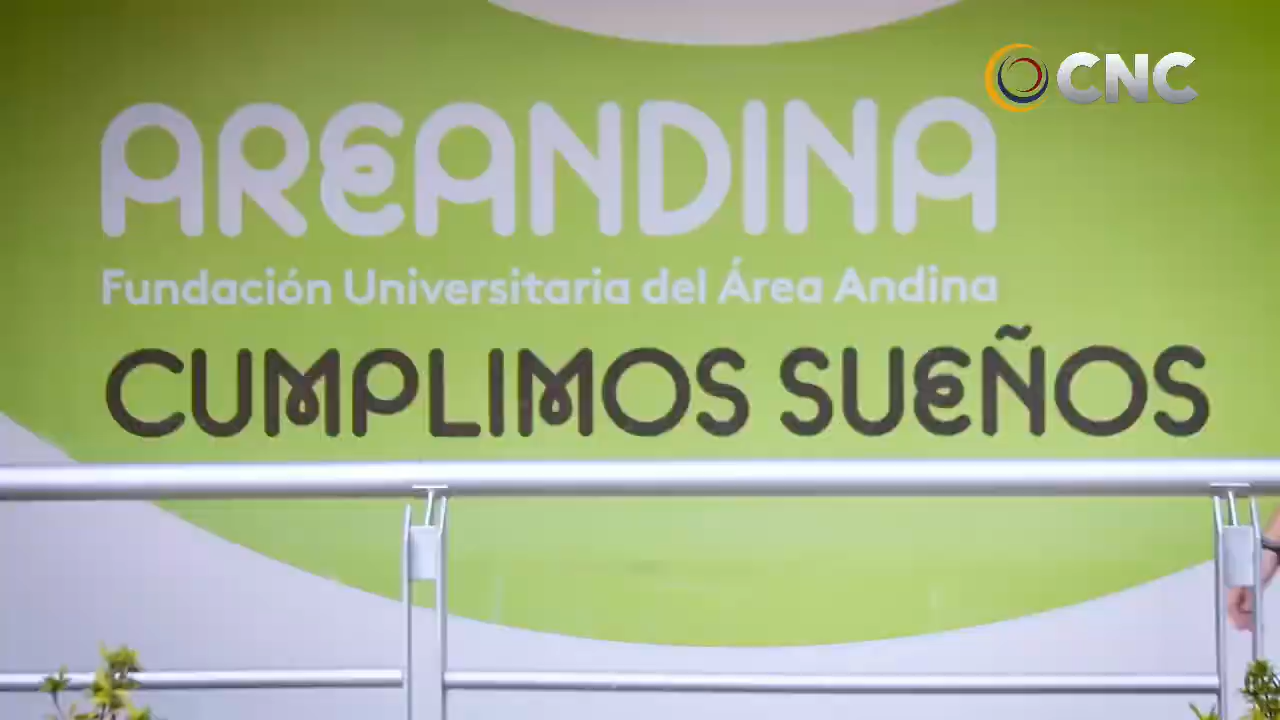 CNC
AREANDINA
Fundación Universitaria del Área Andina
CUMPLIMOS SUEÑOS